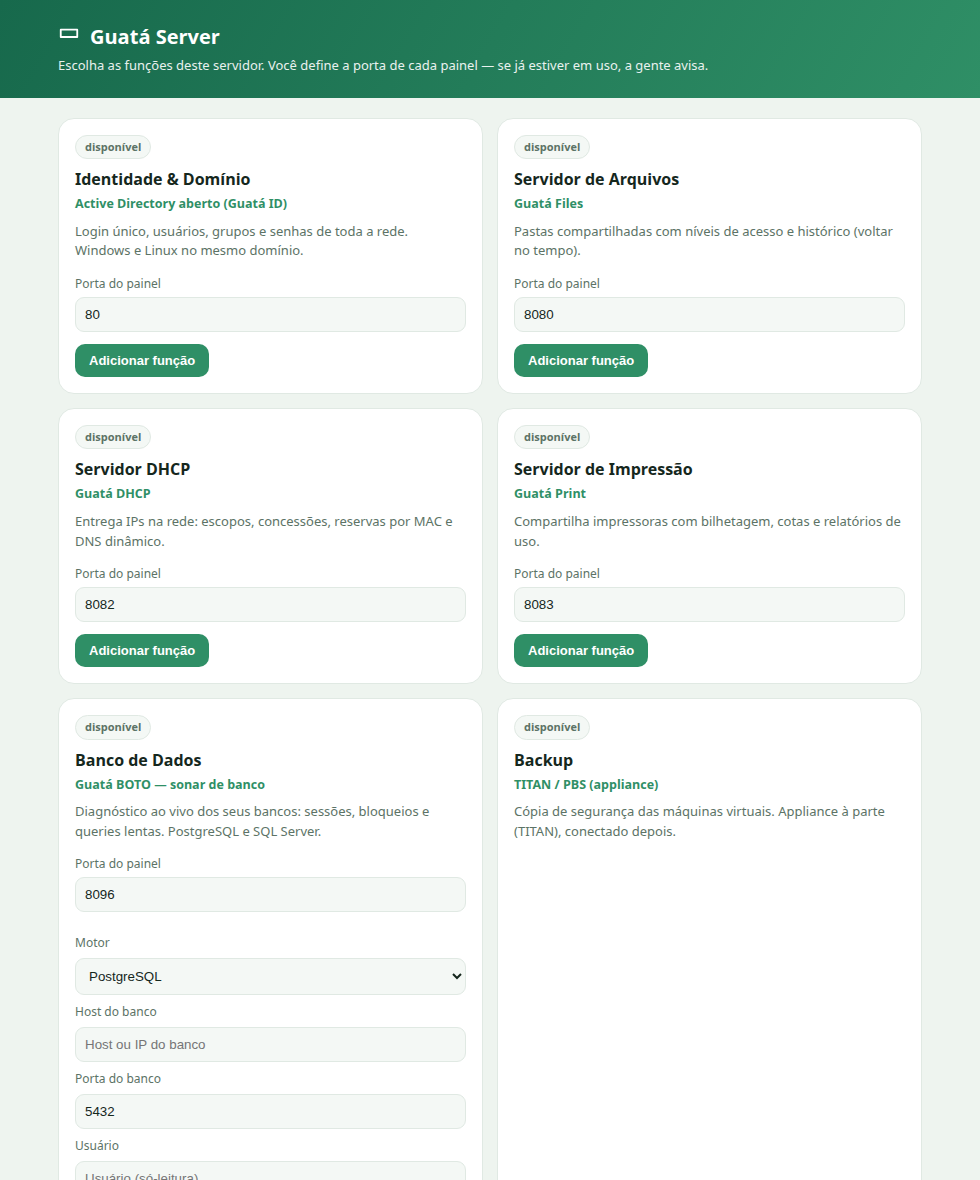 Guatá Server
Escolha as funções deste servidor. Você define a porta de cada painel — se já estiver em uso, a gente avisa.
disponível
Identidade & Domínio
Active Directory aberto (Guatá ID)
Login único, usuários, grupos e senhas de toda a rede.
Windows e Linux no mesmo domínio.
Porta do painel
80
Adicionar função
disponível
Servidor de Arquivos
Guatá Files
Pastas compartilhadas com níveis de acesso e histórico (voltar
no tempo).
Porta do painel
8080
Adicionar função
disponível
Servidor DHCP
Guatá DHCP
Entrega IPs na rede: escopos, concessões, reservas por MAC e
DNS dinâmico.
Porta do painel
8082
Adicionar função
disponível
Servidor de Impressão
Guatá Print
Compartilha impressoras com bilhetagem, cotas e relatórios de
uso.
Porta do painel
8083
Adicionar função
disponível
Banco de Dados
Guatá BOTO — sonar de banco
Diagnóstico ao vivo dos seus bancos: sessões, bloqueios e
queries lentas. PostgreSQL e SQL Server.
Porta do painel
8096
Motor
PostgreSQL
Host do banco
Host ou IP do banco
Porta do banco
5432
Usuário
Usuário (só-leitura)
disponível
Backup
TITAN / PBS (appliance)
Cópia de segurança das máquinas virtuais. Appliance à parte
(TITAN), conectado depois.